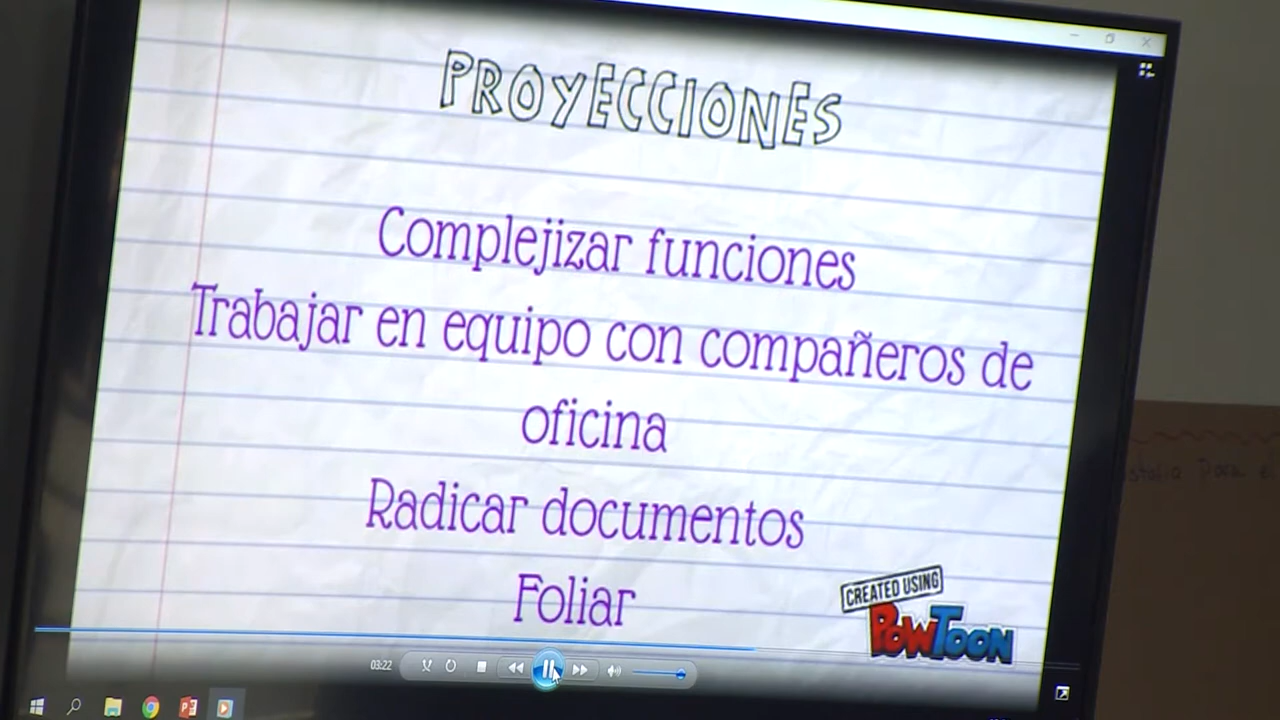 PROYECCIONES
Complejizar funciones
Trabajar en equipo con compañeros de
oficina
Radicar documentos
Foliar
CREATED USING
POWTOON
03:22